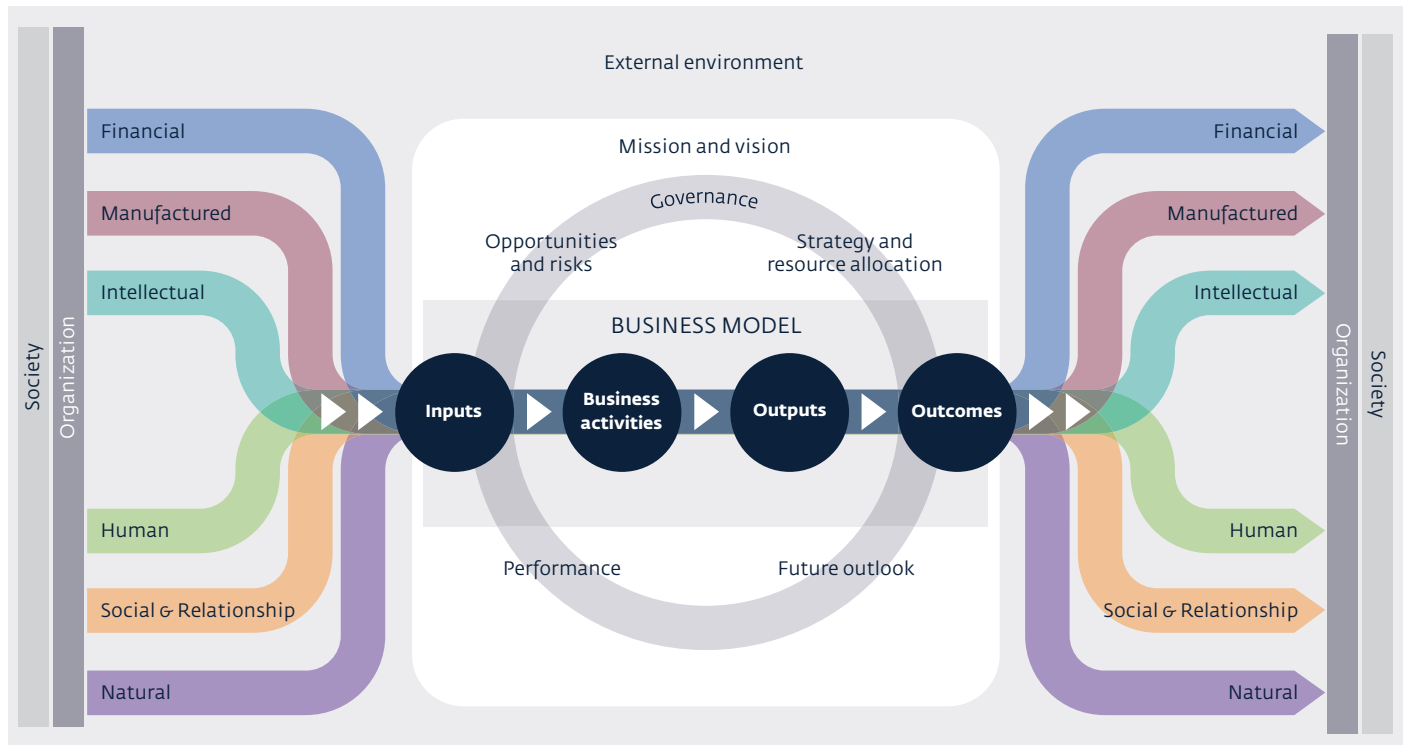 External environment
Society
Organization
Financial
Manufactured
Intellectual
Human
Social & Relationship
Natural
Mission and vision
Governance
Opportunities
and risks
Strategy and
resource allocation
BUSINESS MODEL
Inputs
Business
activities
Outputs
Outcomes
Performance
Future outlook
Financial
Manufactured
Intellectual
Human
Social & Relationship
Natural
Organization
Society